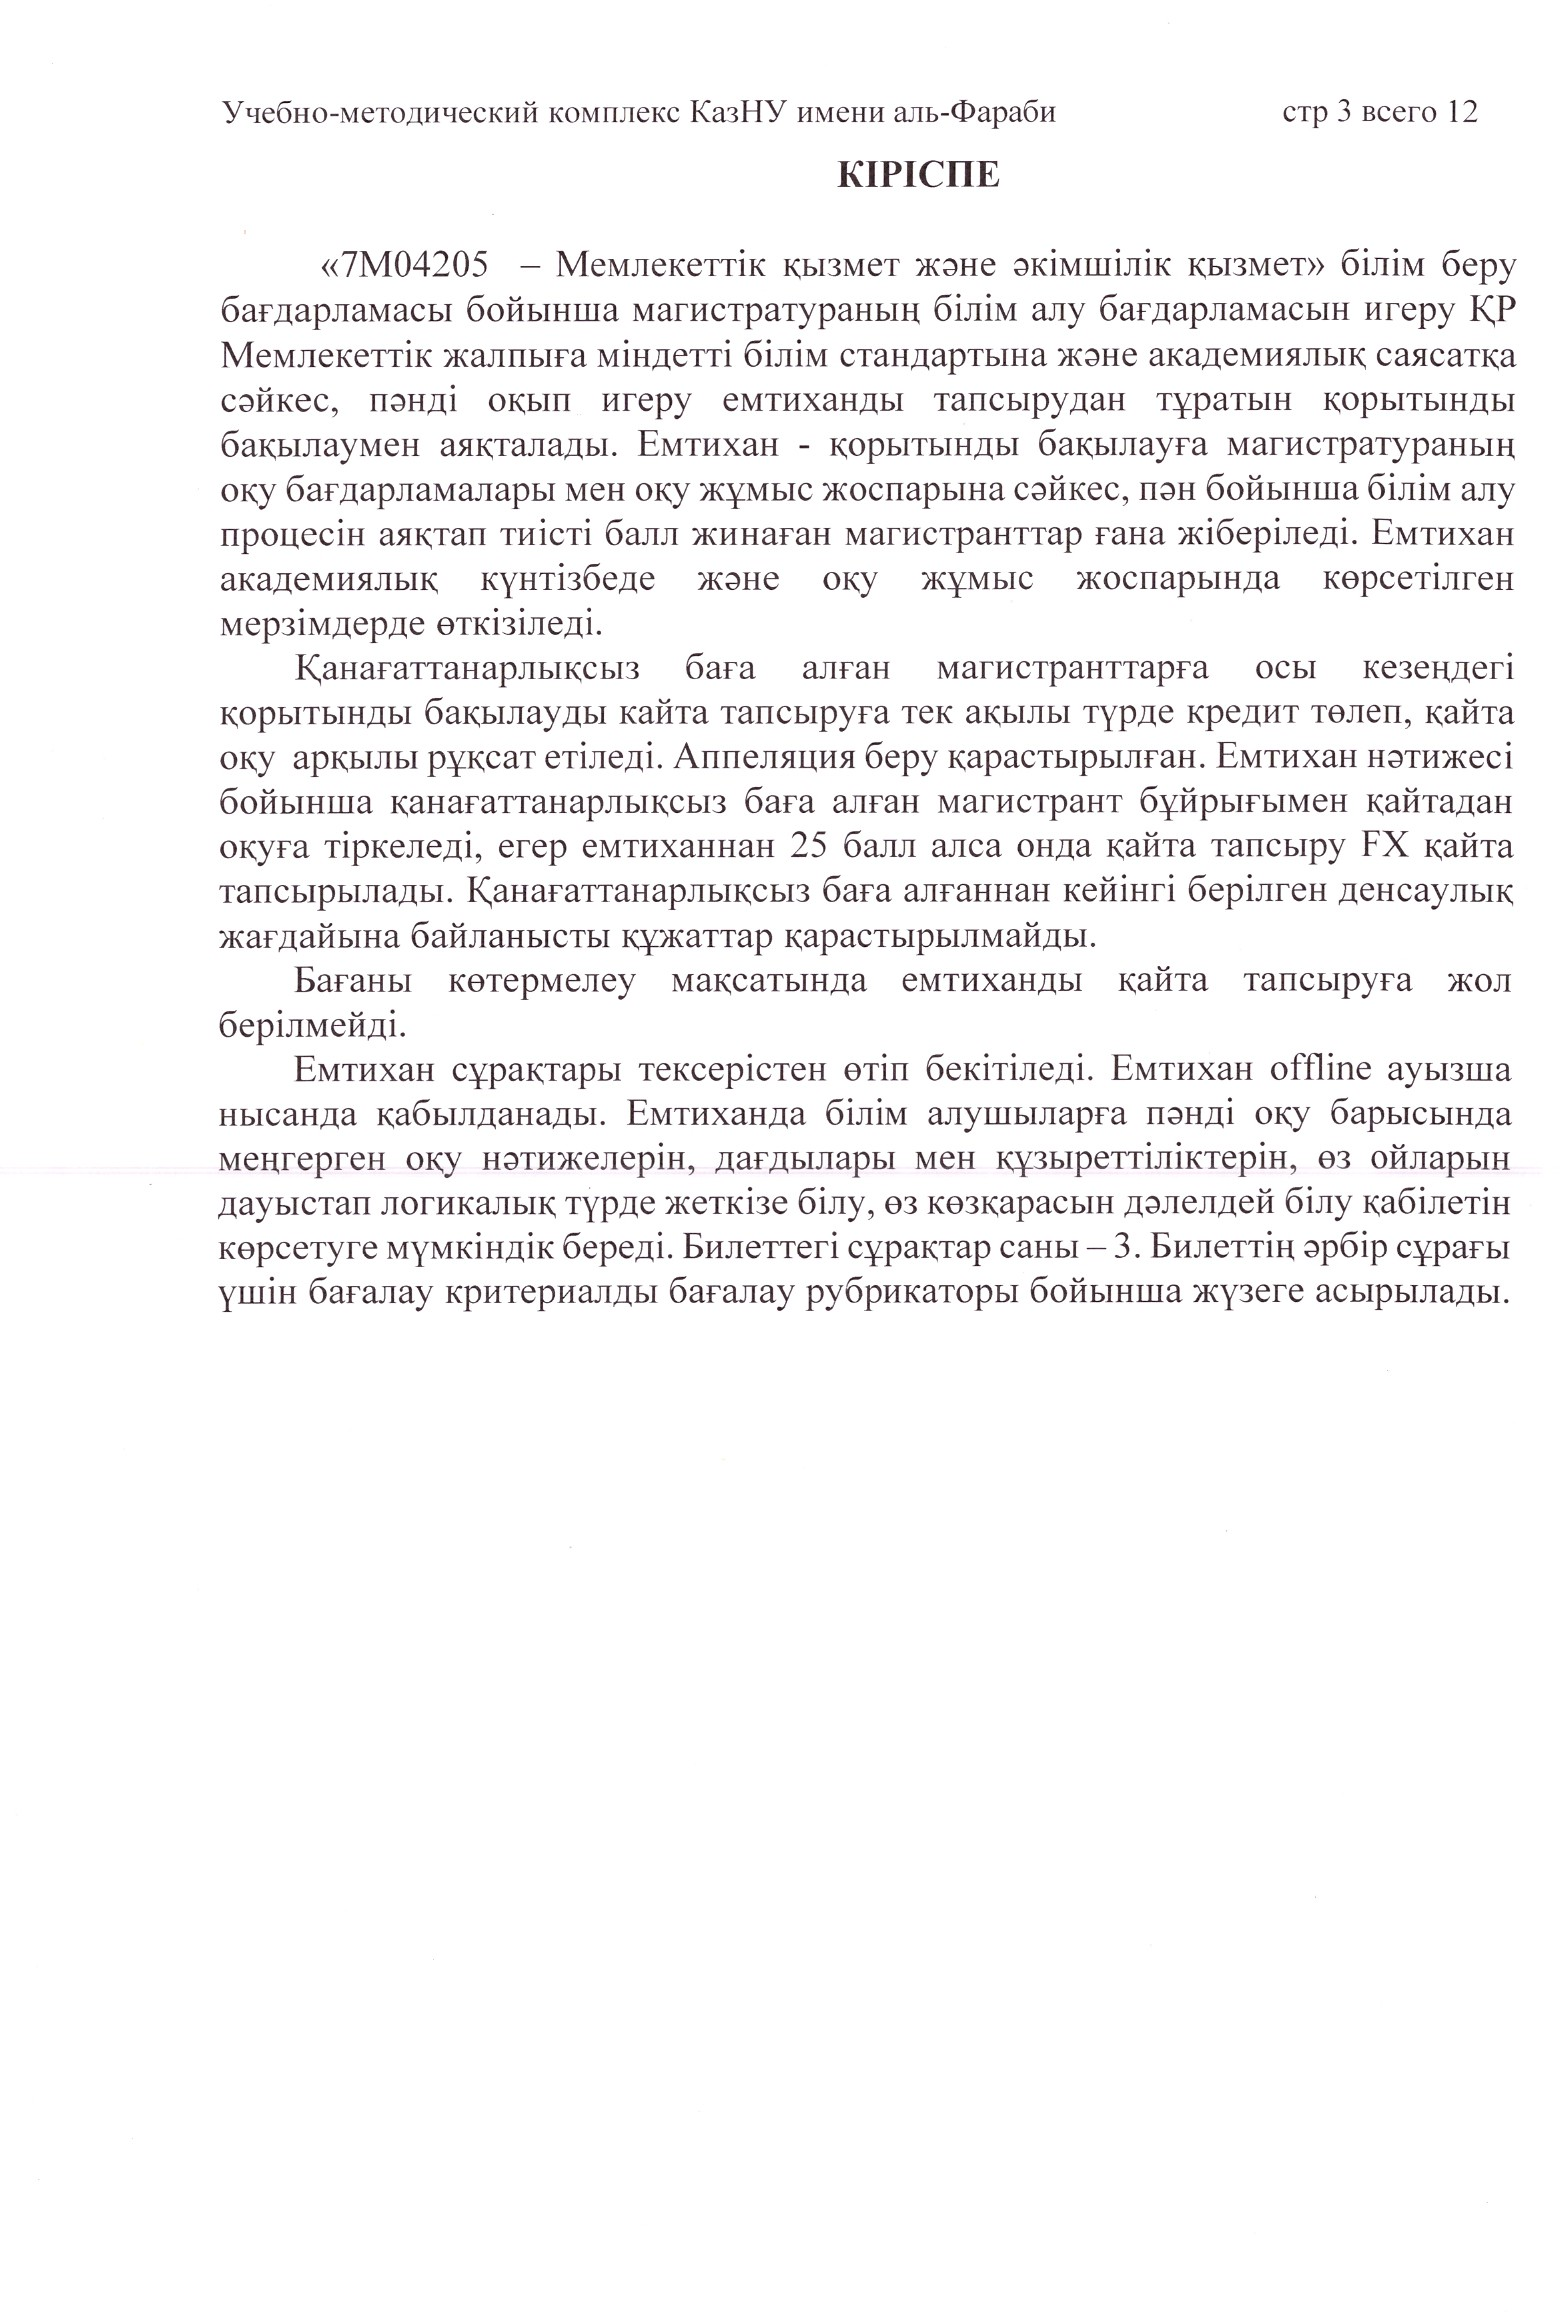 Учебно-методический комплекс КазНУ имени аль-Фараби стр 3 всего 12
КІРІСПЕ
«7М04205 – Мемлекеттік қызмет және әкімшілік қызмет» білім беру
бағдарламасы бойынша магистратураның білім алу бағдарламасын игеру ҚР
Мемлекеттік жалпыға міндетті білім стандартына және академиялық саясатқа
сәйкес, пәнді оқып игеру емтиханды тапсырудан тұратын қорытынды
бақылаумен аяқталады. Емтихан - қорытынды бақылауға магистратураның
оқу бағдарламалары мен оқу жұмыс жоспарына сәйкес, пән бойынша білім алу
процесін аяқтап тиісті балл жинаған магистранттар ғана жіберіледі. Емтихан
академиялық күнтізбеде және оқу жұмыс жоспарында көрсетілген
мерзімдерде өткізіледі.
Қанағаттанарлықсыз баға алған магистранттарға осы кезеңдегі
қорытынды бақылауды кайта тапсыруға тек ақылы түрде кредит төлеп, қайта
оқу арқылы рұқсат етіледі. Аппеляция беру қарастырылған. Емтихан нәтижесі
бойынша қанағаттанарлықсыз баға алған магистрант бұйрығымен қайтадан
оқуға тіркеледі, егер емтиханнан 25 балл алса онда қайта тапсыру FX қайта
тапсырылады. Қанағаттанарлықсыз баға алғаннан кейінгі берілген денсаулық
жағдайына байланысты құжаттар қарастырылмайды.
Бағаны көтермелеу мақсатында емтиханды қайта тапсыруға жол
берілмейді.
Емтихан сұрақтары тексерістен өтіп бекітіледі. Емтихан offline ауызша
нысанда қабылданады. Емтиханда білім алушыларға пәнді оқу барысында
меңгерген оқу нәтижелерін, дағдылары мен құзыреттіліктерін, өз ойларын
дауыстап логикалық түрде жеткізе білу, өз көзқарасын дәлелдей білу қабілетін
көрсетуге мүмкіндік береді. Билеттегі сұрақтар саны – 3. Билеттің әрбір сұрағы
үшін бағалау критериалды бағалау рубрикаторы бойынша жүзеге асырылады.